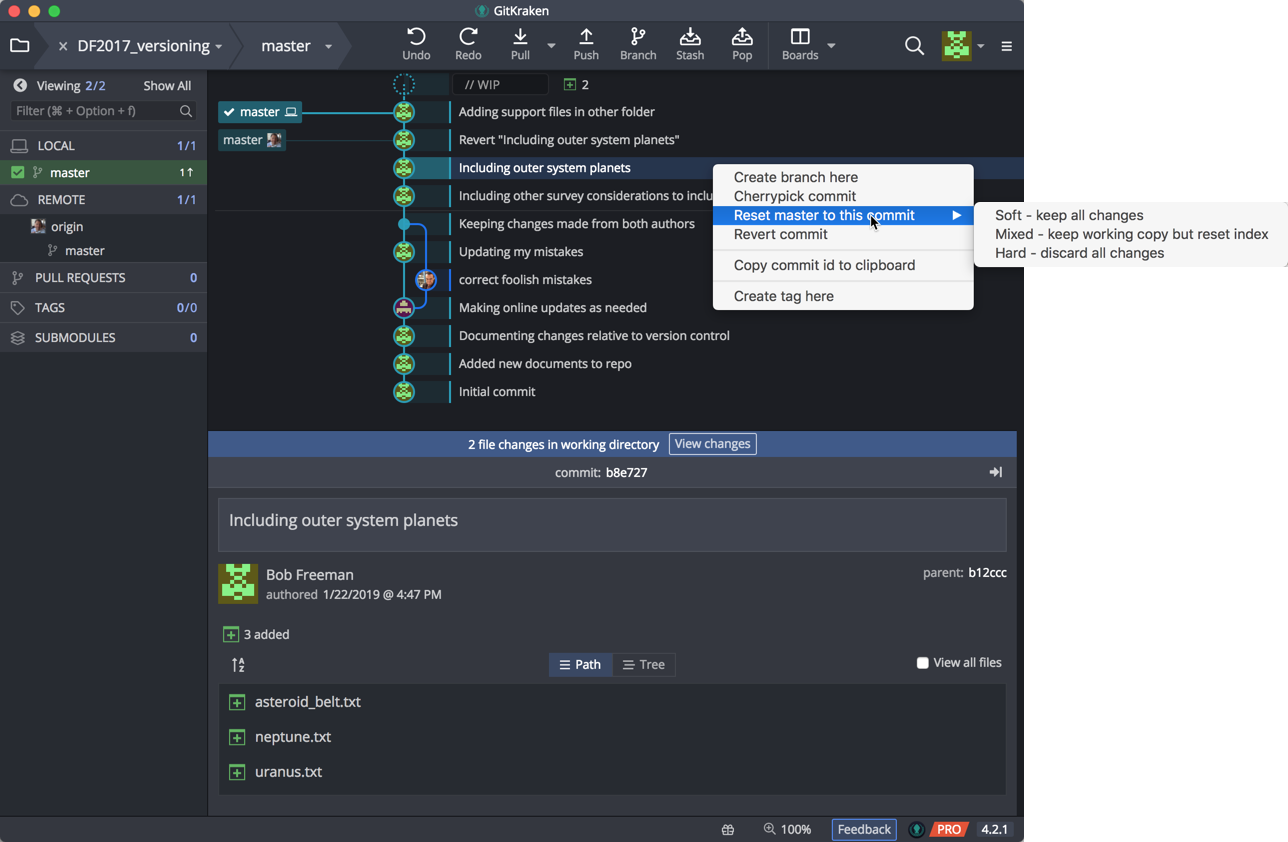 GitKraken
DF2017_versioning
master
Undo
Redo
Pull
Push
Branch
Stash
Pop
Boards
Viewing 2/2
Show All
Filter (⌘ + Option + f)
LOCAL 1/1
master 1↑
REMOTE 1/1
origin
master
PULL REQUESTS 0
TAGS 0/0
SUBMODULES 0
// WIP 2
master Adding support files in other folder
master Revert "Including outer system planets"
Including outer system planets
Including other survey considerations to inclu
Keeping changes made from both authors
Updating my mistakes
correct foolish mistakes
Making online updates as needed
Documenting changes relative to version control
Added new documents to repo
Initial commit
Create branch here
Cherrypick commit
Reset master to this commit
Revert commit
Copy commit id to clipboard
Create tag here
Soft - keep all changes
Mixed - keep working copy but reset index
Hard - discard all changes
2 file changes in working directory View changes
commit: b8e727
Including outer system planets
Bob Freeman
authored 1/22/2019 @ 4:47 PM
parent: b12ccc
3 added
A
Z
Path
Tree
View all files
asteroid_belt.txt
neptune.txt
uranus.txt
100%
Feedback
PRO
4.2.1